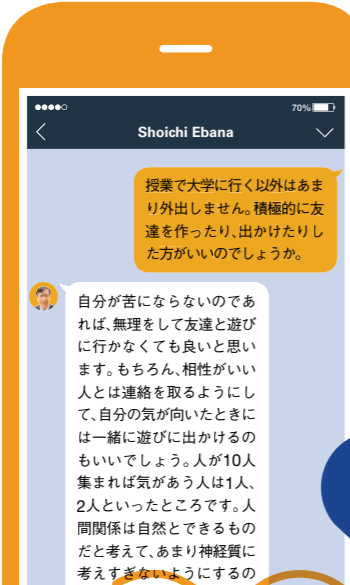 70%
Shoichi Ebana
授業で大学に行く以外はあま
り外出しません。積極的に友
達を作ったり、出かけたりし
た方がいいのでしょうか。
自分が苦にならないのであ
れば、無理をして友達と遊び
に行かなくても良いと思い
ます。もちろん、相性がいい
人とは連絡を取るようにし
て、自分の気が向いたときに
は一緒に遊びに出かけるの
もいいでしょう。人が10人
集まれば気があう人は1人、
2人といったところです。人
間関係は自然とできるもの
だと考えて、あまり神経質に
考えすぎないようにするの